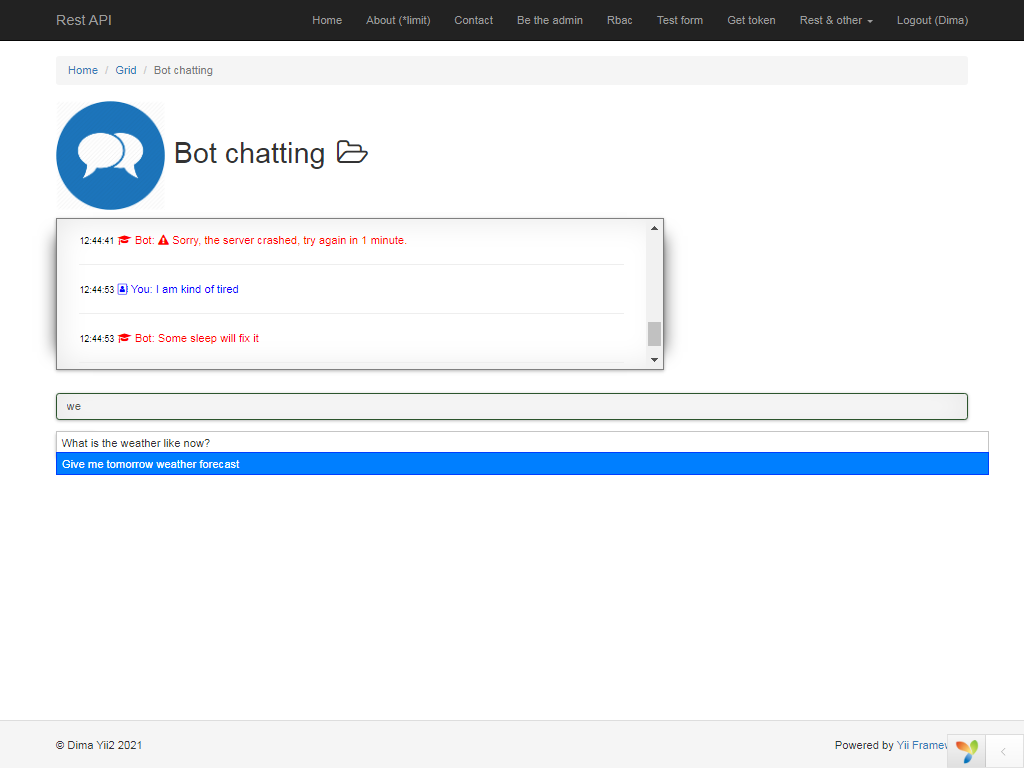 Rest API Home About (*limit) Contact Be the admin Rbac Test form Get token Rest & other Logout (Dima)
Home / Grid / Bot chatting
Bot chatting
12:44:41 Bot: Sorry, the server crashed, try again in 1 minute.
12:44:53 You: I am kind of tired
12:44:53 Bot: Some sleep will fix it
we
What is the weather like now?
Give me tomorrow weather forecast
© Dima Yii2 2021 Powered by Yii